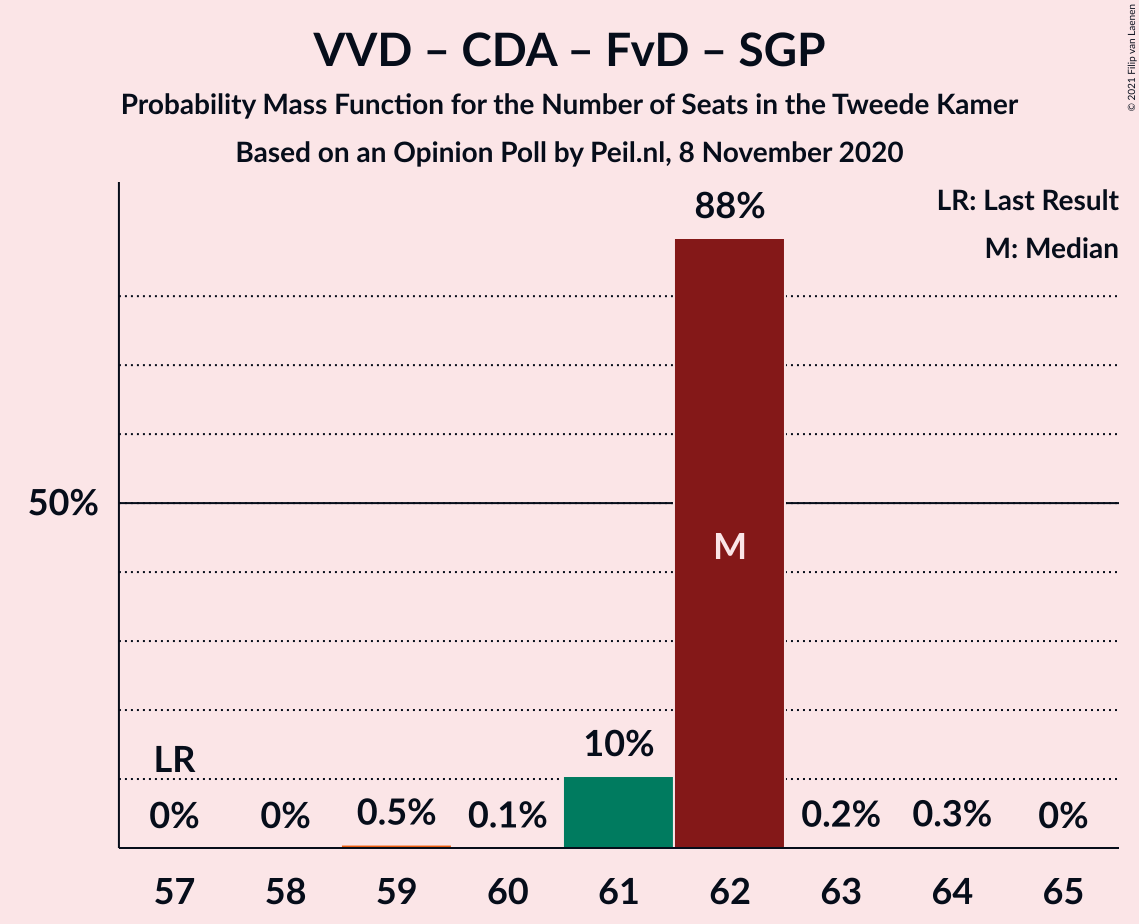 VVD – CDA – FvD – SGP
Probability Mass Function for the Number of Seats in the Tweede Kamer
Based on an Opinion Poll by Peil.nl, 8 November 2020
© 2021 Filip van Laenen
LR: Last Result
M: Median
88%
50%
M
10%
LR
0%
0%
0.5%
0.1%
0.2%
0.3%
0%
57
58
59
60
61
62
63
64
65